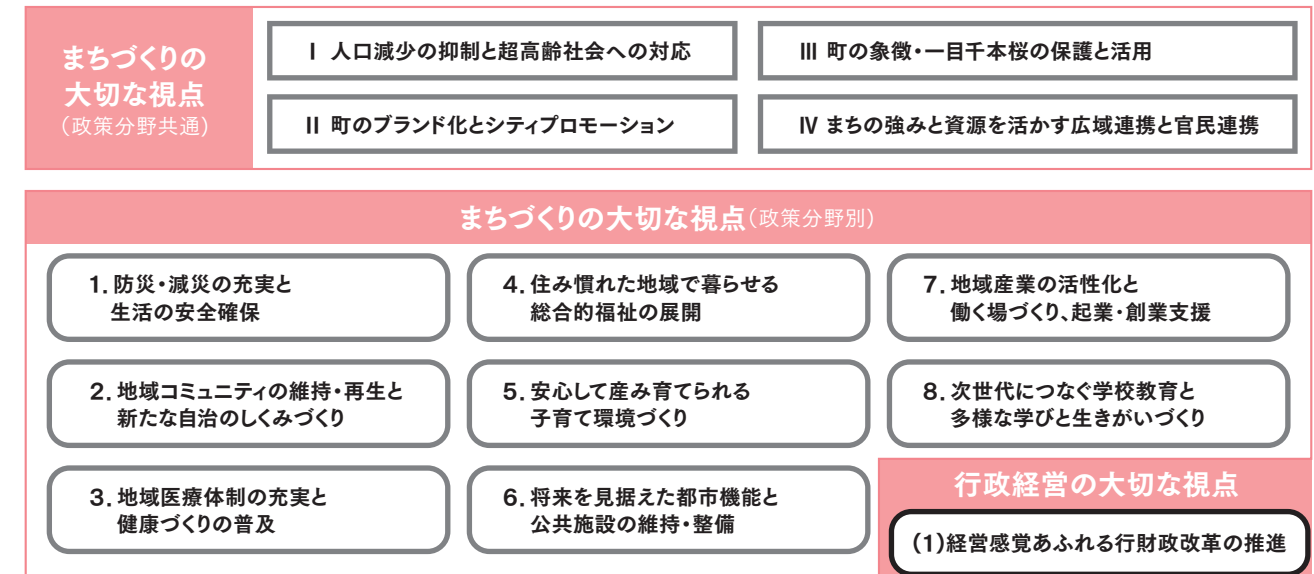 まちづくりの
大切な視点
(政策分野共通)
Ⅰ 人口減少の抑制と超高齢社会への対応
Ⅱ 町のブランド化とシティプロモーション
Ⅲ 町の象徴・一目千本桜の保護と活用
Ⅳ まちの強みと資源を活かす広域連携と官民連携
まちづくりの大切な視点(政策分野別)
1. 防災・減災の充実と
生活の安全確保
2. 地域コミュニティの維持・再生と
新たな自治のしくみづくり
3. 地域医療体制の充実と
健康づくりの普及
4. 住み慣れた地域で暮らせる
総合的福祉の展開
5. 安心して産み育てられる
子育て環境づくり
6. 将来を見据えた都市機能と
公共施設の維持・整備
7. 地域産業の活性化と
働く場づくり、起業・創業支援
8. 次世代につなぐ学校教育と
多様な学びと生きがいづくり
行政経営の大切な視点
(1)経営感覚あふれる行財政改革の推進